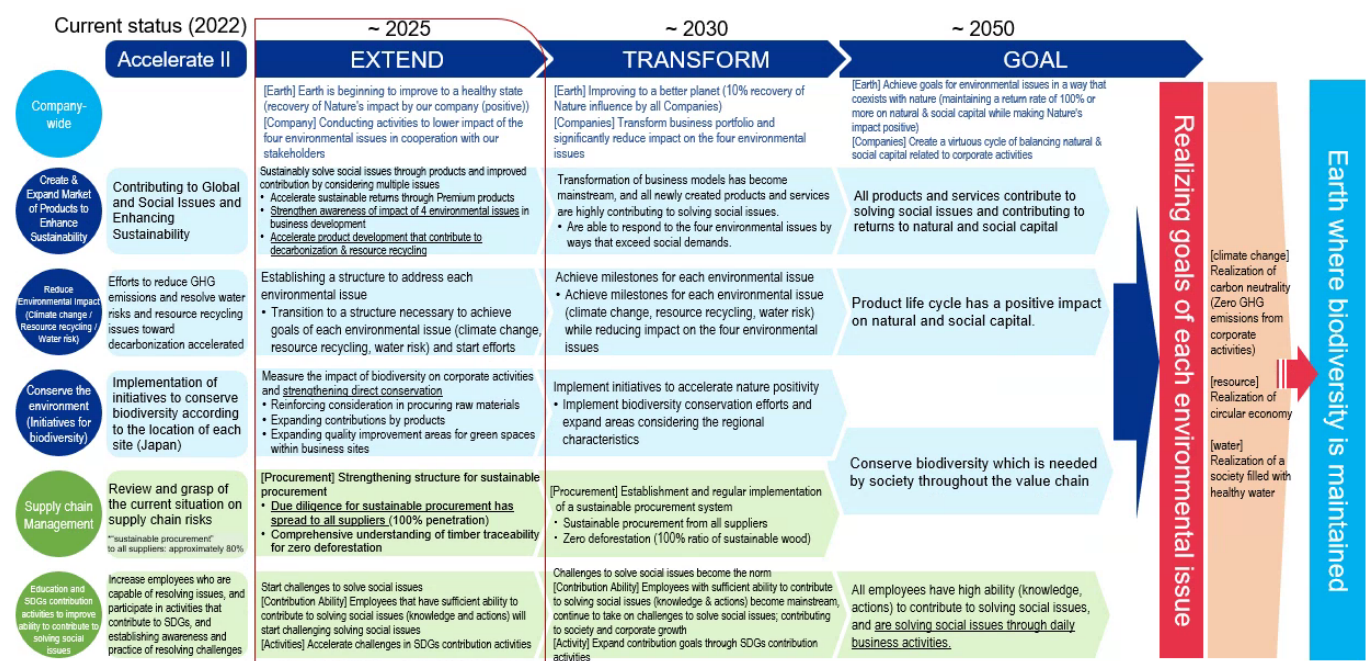 Current status (2022)
~ 2025
~ 2030
~ 2050
Accelerate II
EXTEND
TRANSFORM
GOAL
Company-
wide
[Earth] Earth is beginning to improve to a healthy state
(recovery of Nature's impact by our company (positive))
[Company] Conducting activities to lower impact of the
four environmental issues in cooperation with our
stakeholders
[Earth] Improving to a better planet (10% recovery of
Nature influence by all Companies)
[Companies] Transform business portfolio and
significantly reduce impact on the four environmental
issues
[Earth] Achieve goals for environmental issues in a way that
coexists with nature (maintaining a return rate of 100% or
more on natural & social capital while making Nature's
impact positive)
[Companies] Create a virtuous cycle of balancing natural &
social capital related to corporate activities
Create &
Expand Market
of Products to
Enhance
Sustainability
Contributing to Global
and Social Issues and
Enhancing
Sustainability
Sustainably solve social issues through products and improved
contribution by considering multiple issues
• Accelerate sustainable returns through Premium products
• Strengthen awareness of impact of 4 environmental issues in
business development
• Accelerate product development that contribute to
decarbonization & resource recycling
Transformation of business models has become
mainstream, and all newly created products and services
are highly contributing to solving social issues.
• Are able to respond to the four environmental issues by
ways that exceed social demands.
All products and services contribute to
solving social issues and contributing to
returns to natural and social capital
Reduce
Environmental Impact
(Climate change /
Resource recycling /
Water risk)
Efforts to reduce GHG
emissions and resolve water
risks and resource recycling
issues toward
decarbonization accelerated
Establishing a structure to address each
environmental issue
• Transition to a structure necessary to achieve
goals of each environmental issue (climate change,
resource recycling, water risk) and start efforts
Achieve milestones for each environmental issue
• Achieve milestones for each environmental issue
(climate change, resource recycling, water risk)
while reducing impact on the four environmental
issues
Product life cycle has a positive impact
on natural and social capital.
Conserve the
environment
(Initiatives for
biodiversity)
Implementation of
initiatives to conserve
biodiversity according
to the location of each
site (Japan)
Measure the impact of biodiversity on corporate activities
and strengthening direct conservation
• Reinforcing consideration in procuring raw materials
• Expanding contributions by products
• Expanding quality improvement areas for green spaces
within business sites
Implement initiatives to accelerate nature positivity
• Implement biodiversity conservation efforts and
expand areas considering the regional
characteristics
Conserve biodiversity which is needed
by society throughout the value chain
Supply chain
Management
Review and grasp of
the current situation on
supply chain risks
*"sustainable procurement"
to all suppliers: approximately 80%
[Procurement] Strengthening structure for sustainable
procurement
• Due diligence for sustainable procurement has
spread to all suppliers (100% penetration)
• Comprehensive understanding of timber traceability
for zero deforestation
[Procurement] Establishment and regular implementation
of a sustainable procurement system
• Sustainable procurement from all suppliers
• Zero deforestation (100% ratio of sustainable wood)
Education and
SDGs contribution
activities to improve
ability to contribute to
solving social
issues
Increase employees who are
capable of resolving issues, and
participate in activities that
contribute to SDGs, and
establishing awareness and
practice of resolving challenges
Start challenges to solve social issues
[Contribution Ability] Employees that have sufficient ability to
contribute to solving social issues (knowledge and actions) will
start challenging solving social issues
[Activities] Accelerate challenges in SDGs contribution activities
Challenges to solve social issues become the norm
[Contribution Ability] Employees with sufficient ability to contribute
to solving social issues (knowledge & actions) become mainstream,
continue to take on challenges to solve social issues; contributing
to society and corporate growth
[Activity] Expand contribution goals through SDGs contribution
activities
All employees have high ability (knowledge,
actions) to contribute to solving social issues,
and are solving social issues through daily
business activities.
Realizing goals of each environmental issue
[climate change]
Realization of
carbon neutrality
(Zero GHG
emissions from
corporate
activities)
[resource]
Realization of
circular economy
[water]
Realization of a
society filled with
healthy water
Earth where biodiversity is maintained